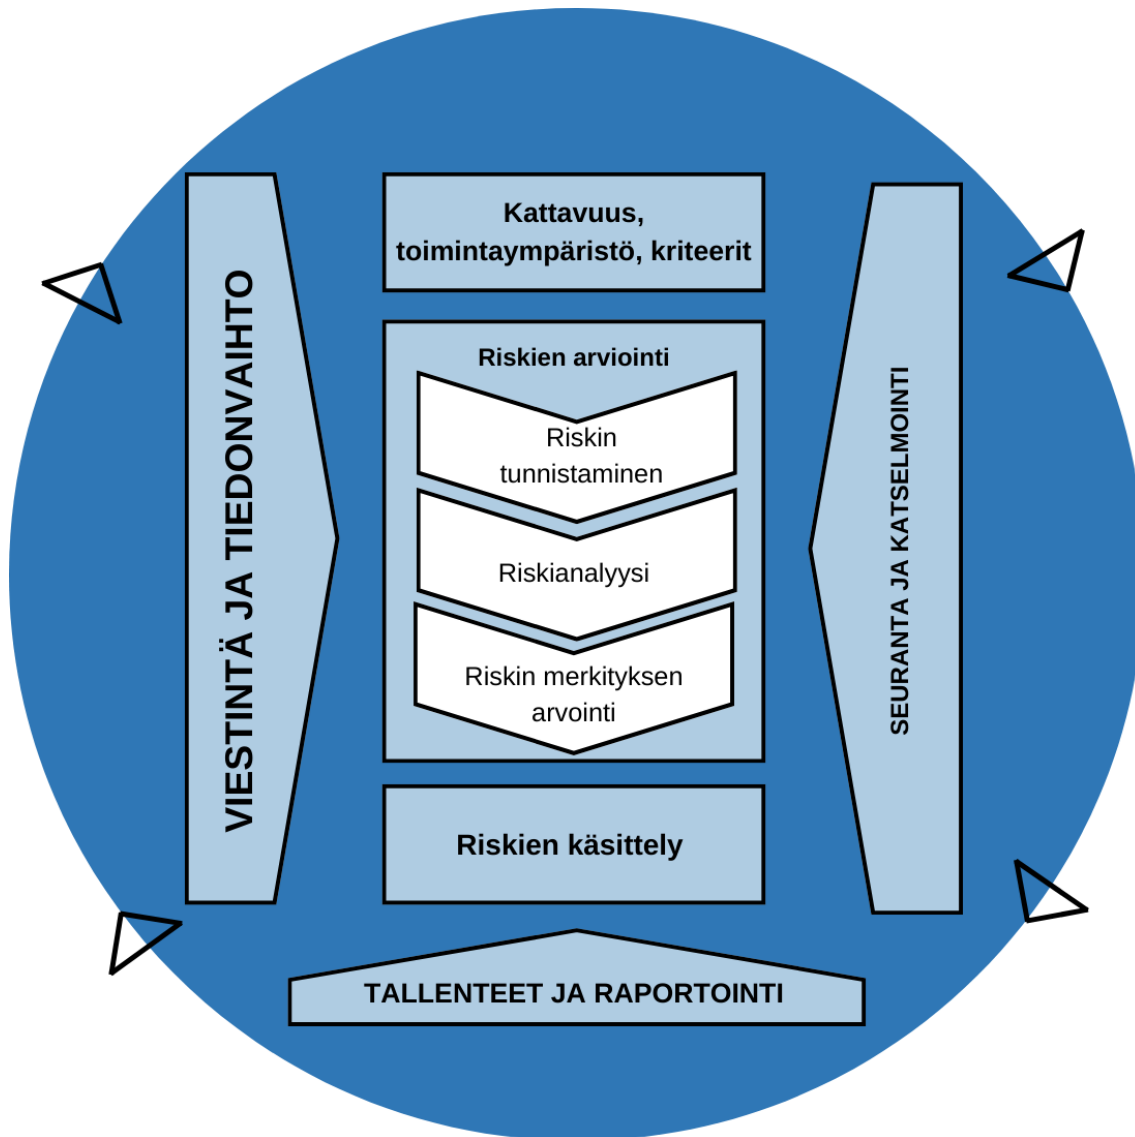 Kattavuus,
toimintaympäristö, kriteerit
VIESTINTÄ JA TIEDONVAIHTO
Riskien arviointi
Riskin
tunnistaminen
Riskianalyysi
Riskin merkityksen
arvointi
SEURANTA JA KATSELMOINTI
Riskien käsittely
TALLENTEET JA RAPORTOINTI